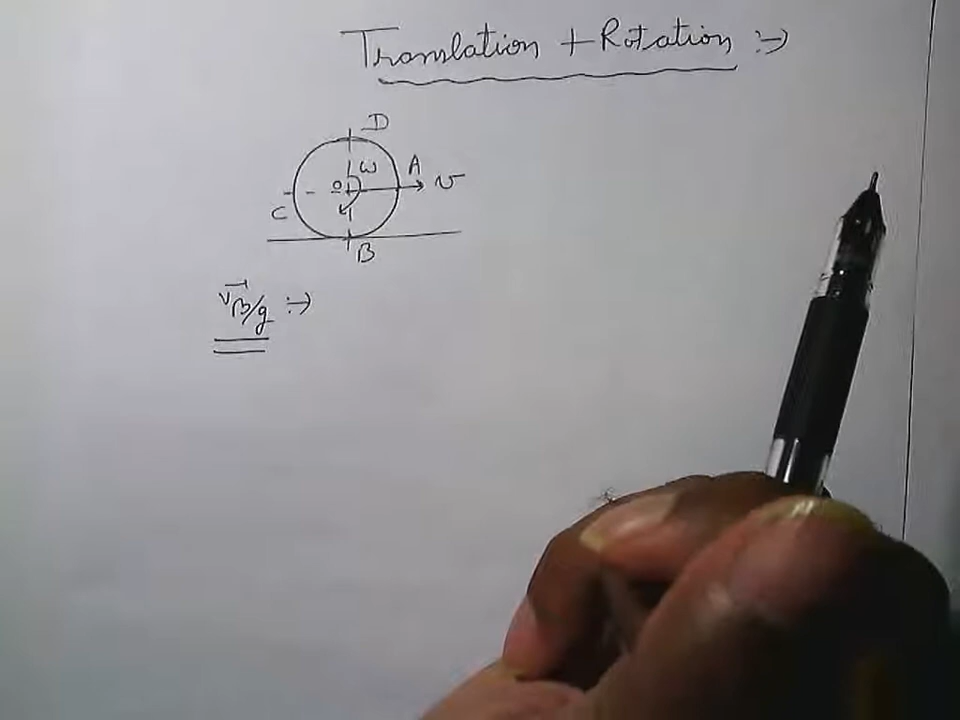 Translation + Rotation :→
D
ω
O
A
v
C
B
v⃗B/g :→